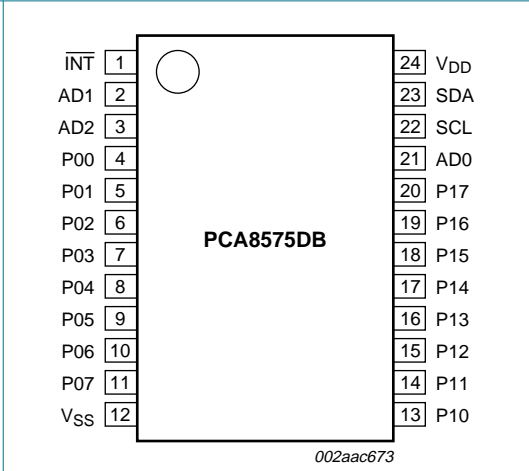 INT 1 24 VDD
AD1 2 23 SDA
AD2 3 22 SCL
P00 4 21 AD0
P01 5 20 P17
P02 6 19 P16
PCA8575DB
P03 7 18 P15
P04 8 17 P14
P05 9 16 P13
P06 10 15 P12
P07 11 14 P11
VSS 12 13 P10
002aac673